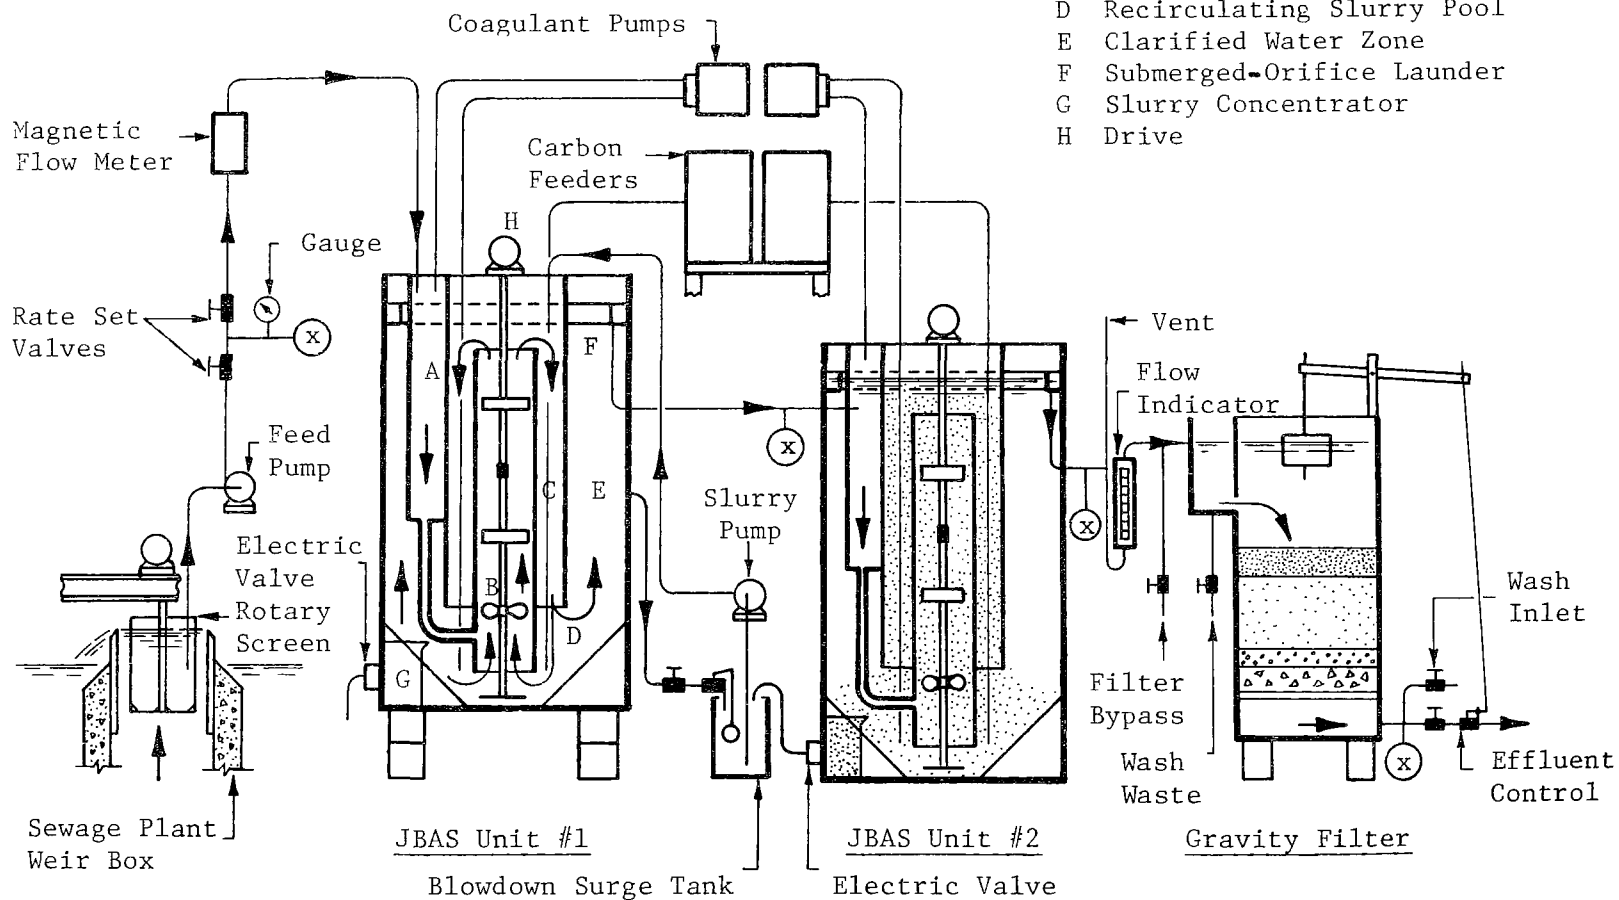 Coagulant Pumps
D Recirculating Slurry Pool
E Clarified Water Zone
F Submerged-Orifice Launder
G Slurry Concentrator
H Drive
Magnetic
Flow Meter
Carbon
Feeders
H
Gauge
Rate Set
Valves
X
Vent
A
F
Flow
Indicator
X
Feed
Pump
C
E
Slurry
Pump
X
Electric
Valve
Rotary
Screen
B
D
G
Wash
Inlet
Filter
Bypass
Wash
Waste
X
Effluent
Control
Sewage Plant
Weir Box
JBAS Unit #1
JBAS Unit #2
Gravity Filter
Blowdown Surge Tank
Electric Valve